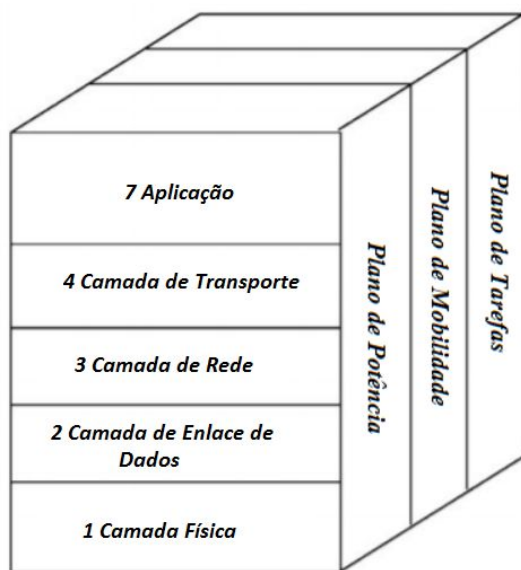 7 Aplicação
4 Camada de Transporte
3 Camada de Rede
2 Camada de Enlace de
Dados
1 Camada Física
Plano de Potência
Plano de Mobilidade
Plano de Tarefas